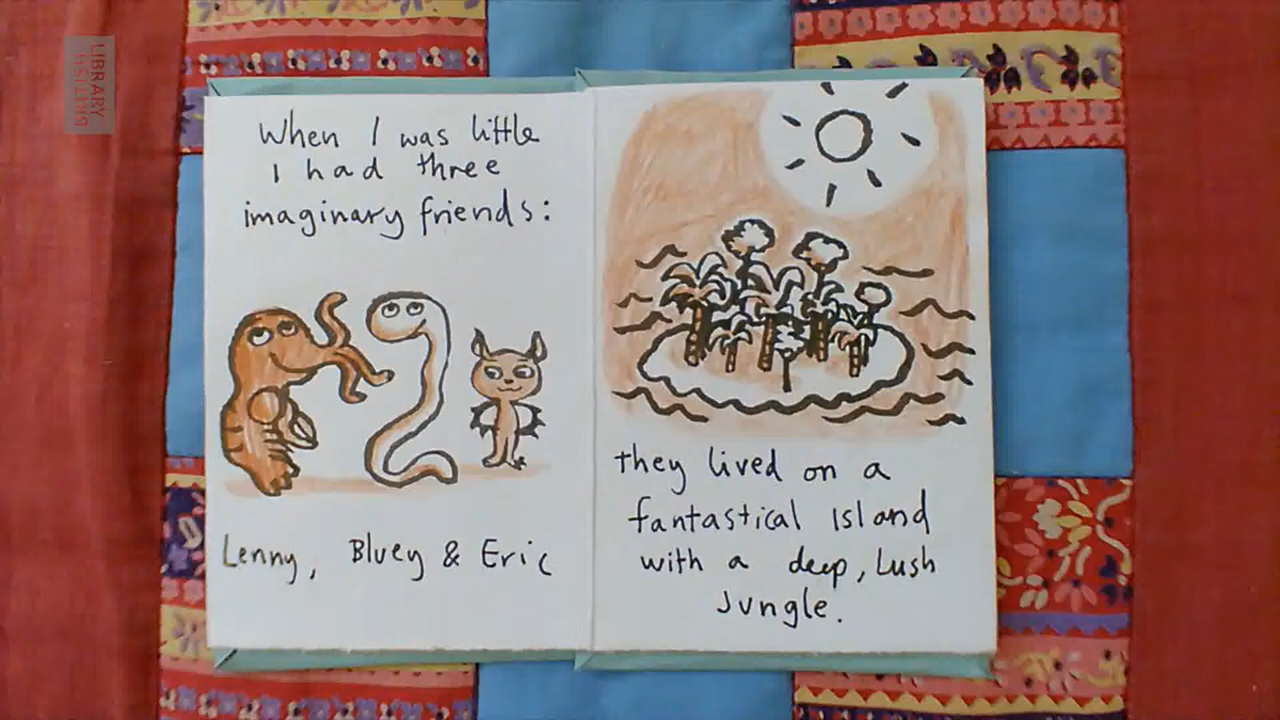 When I was little
I had three
imaginary friends:
Lenny, Bluey & Eric
they lived on a
fantastical Island
with a deep, Lush
Jungle.
LIBRARY